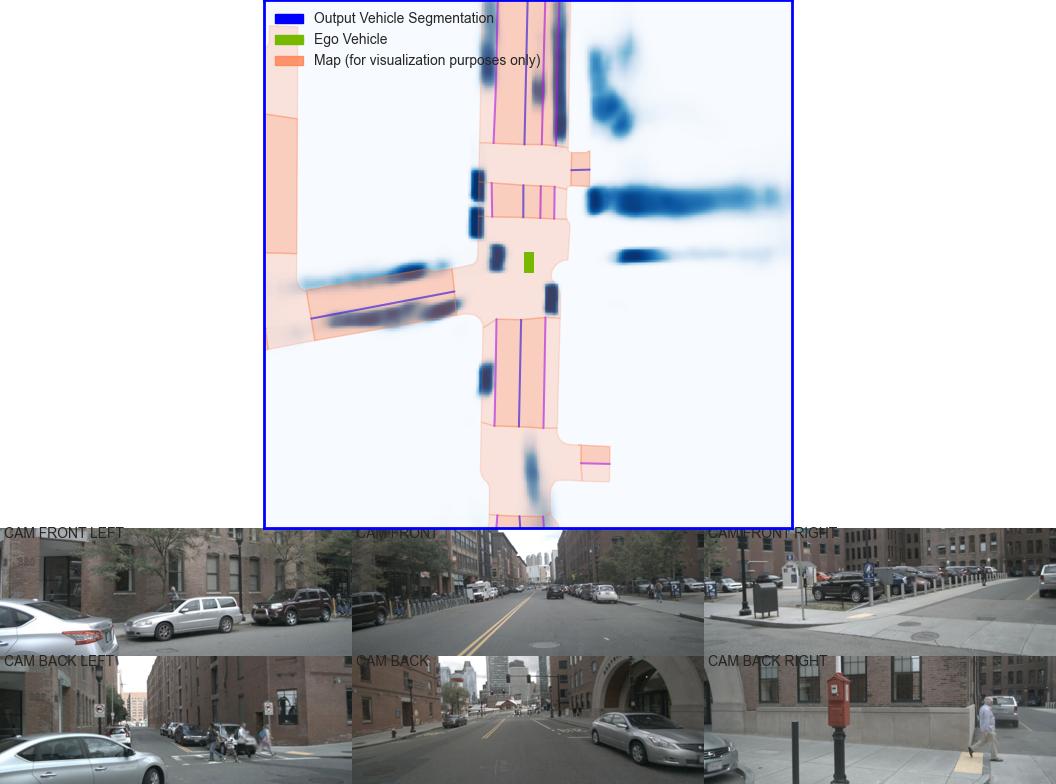 Output Vehicle Segmentation
Ego Vehicle
Map (for visualization purposes only)
CAM FRONT LEFT
CAM FRONT
CAM FRONT RIGHT
CAM BACK LEFT
CAM BACK
CAM BACK RIGHT